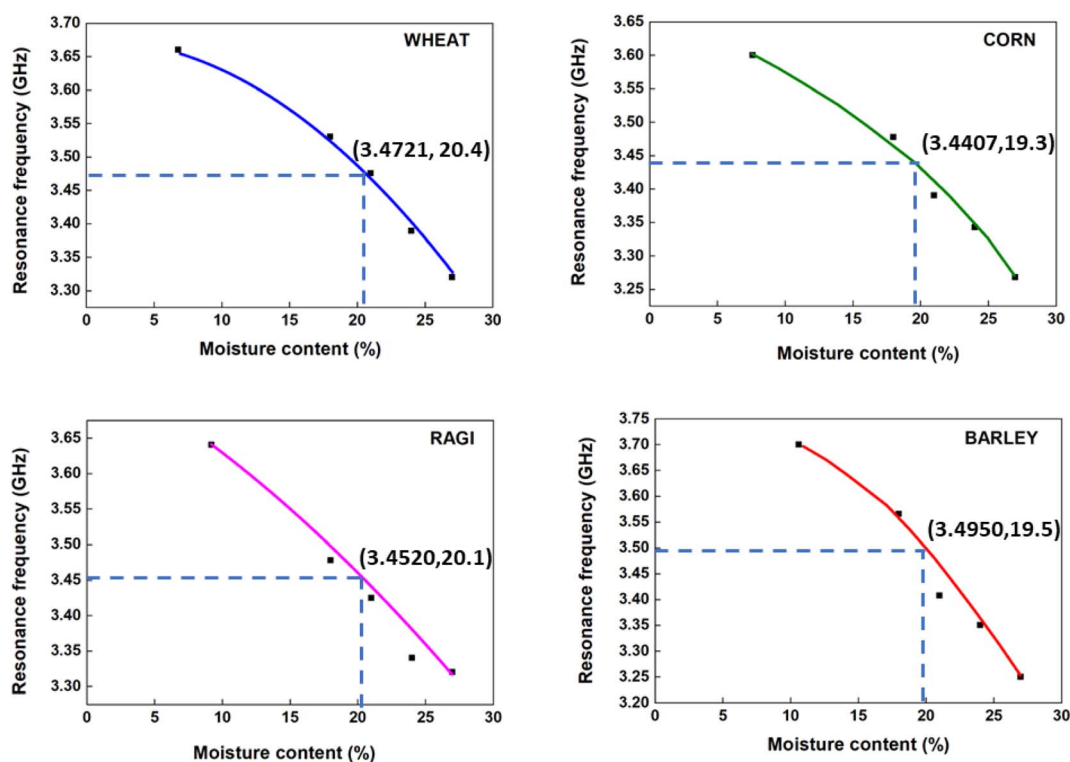 WHEAT
Resonance frequency (GHz)
3.70
3.65
3.60
3.55
3.50
3.45
3.40
3.35
3.30
(3.4721, 20.4)
0 5 10 15 20 25 30
Moisture content (%)
CORN
Resonance frequency (GHz)
3.65
3.60
3.55
3.50
3.45
3.40
3.35
3.30
3.25
(3.4407,19.3)
0 5 10 15 20 25 30
Moisture content (%)
RAGI
Resonance frequency (GHz)
3.65
3.60
3.55
3.50
3.45
3.40
3.35
3.30
(3.4520,20.1)
0 5 10 15 20 25 30
Moisture content (%)
BARLEY
Resonance frequency (GHz)
3.75
3.70
3.65
3.60
3.55
3.50
3.45
3.40
3.35
3.30
3.25
3.20
(3.4950,19.5)
0 5 10 15 20 25 30
Moisture content (%)